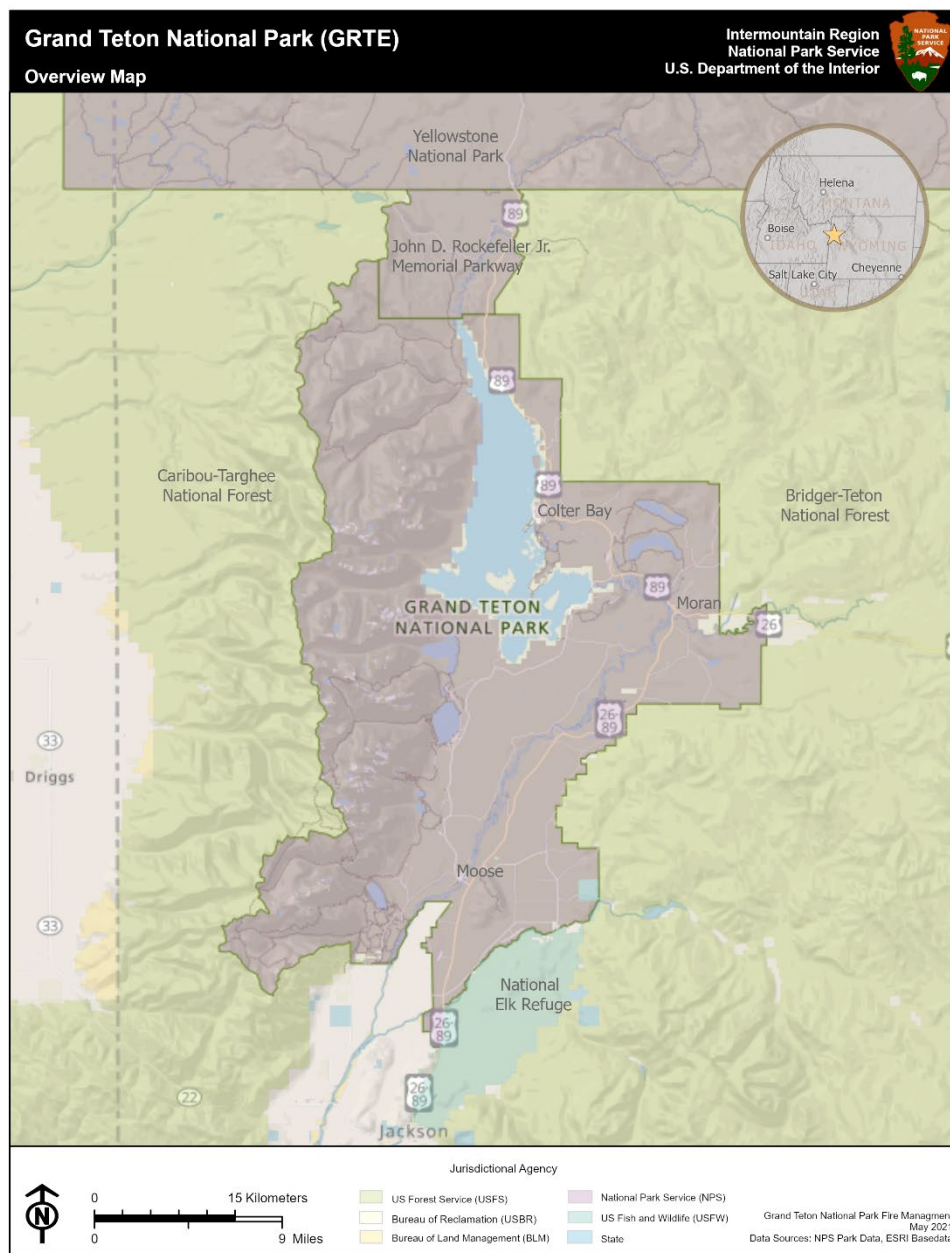 Grand Teton National Park (GRTE)
Overview Map
Intermountain Region
National Park Service
U.S. Department of the Interior
NATIONAL
PARK
SERVICE
Yellowstone
National Park
Helena
MONTANA
Boise
IDAHO
WYOMING
Salt Lake City
Cheyenne
89
John D. Rockefeller Jr.
Memorial Parkway
89
Caribou-Targhee
National Forest
89
Colter Bay
Bridger-Teton
National Forest
89
Moran
26
GRAND TETON
NATIONAL PARK
26-
89
33
Driggs
Moose
33
National
Elk Refuge
26-
89
26-
89
22
Jackson
Jurisdictional Agency
N
0
15 Kilometers
0
9 Miles
US Forest Service (USFS)
Bureau of Reclamation (USBR)
Bureau of Land Management (BLM)
National Park Service (NPS)
US Fish and Wildlife (USFW)
State
Grand Teton National Park Fire Managmen
May 2021
Data Sources: NPS Park Data, ESRI Basedata